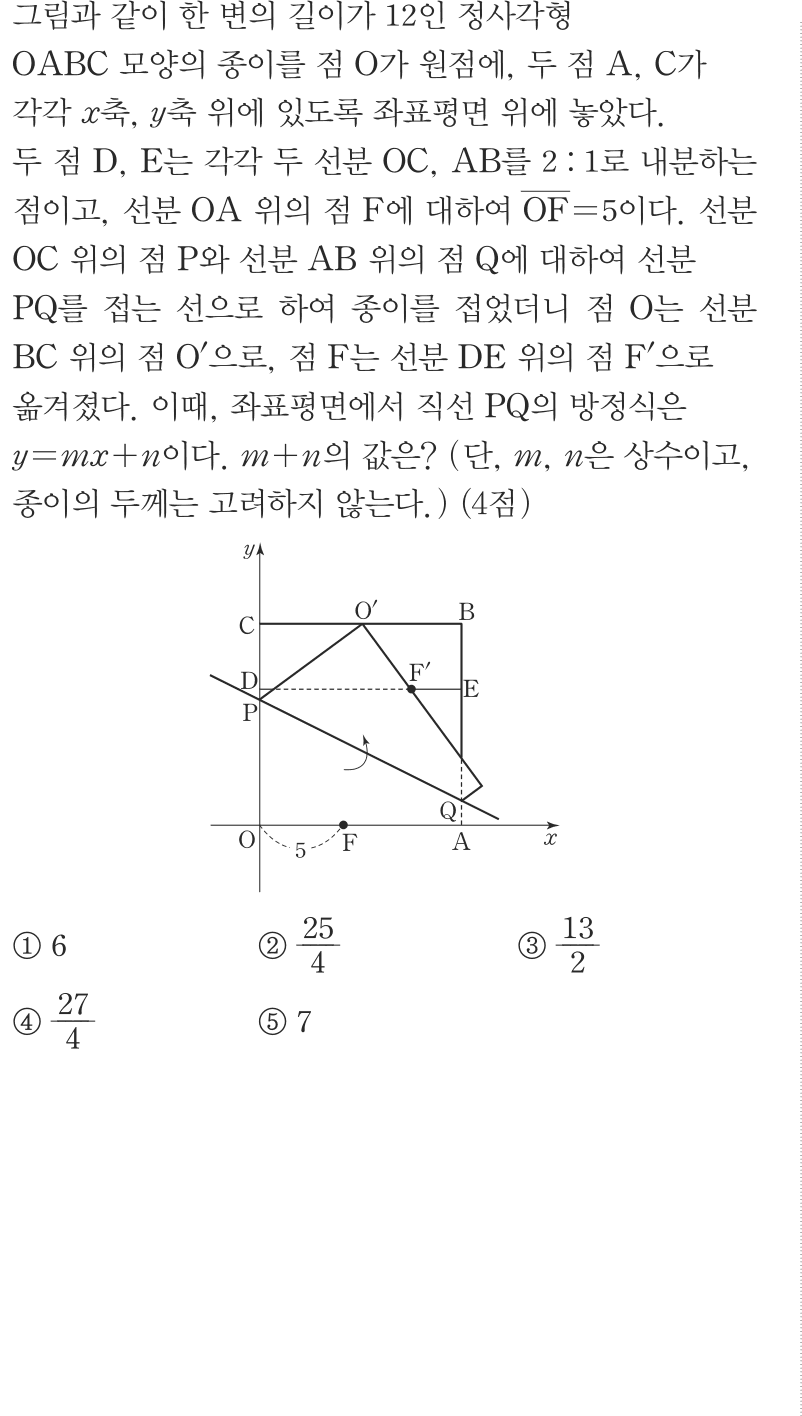 그림과 같이 한 변의 길이가 12인 정사각형
OABC 모양의 종이를 점 O가 원점에, 두 점 A, C가
각각 x축, y축 위에 있도록 좌표평면 위에 놓았다.
두 점 D, E는 각각 두 선분 OC, AB를 2 : 1로 내분하는
점이고, 선분 OA 위의 점 F에 대하여 O̅F̅=5이다. 선분
OC 위의 점 P와 선분 AB 위의 점 Q에 대하여 선분
PQ를 접는 선으로 하여 종이를 접었더니 점 O는 선분
BC 위의 점 O′으로, 점 F는 선분 DE 위의 점 F′으로
옮겨졌다. 이때, 좌표평면에서 직선 PQ의 방정식은
y=mx+n이다. m+n의 값은? (단, m, n은 상수이고,
종이의 두께는 고려하지 않는다.) (4점)
y
O′ B
C
F′
D E
P
Q
O 5 F A x
① 6 ② 25/4 ③ 13/2
④ 27/4 ⑤ 7